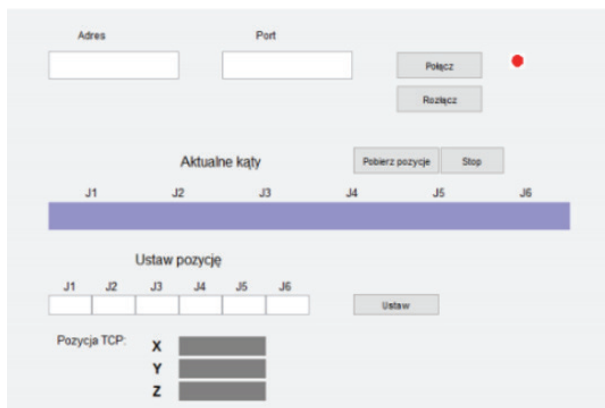 Adres Port
Połącz
Rozłącz
Aktualne kąty Pobierz pozycje Stop
J1 J2 J3 J4 J5 J6
Ustaw pozycję
J1 J2 J3 J4 J5 J6
Ustaw
Pozycja TCP: X
Y
Z